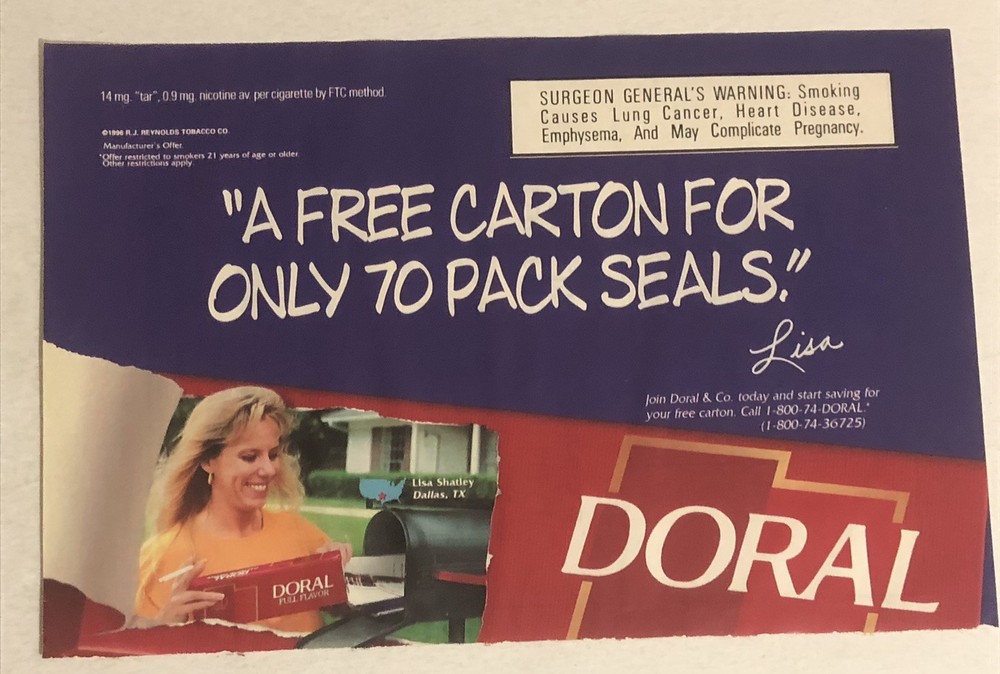 14 mg. "tar", 0.9 mg. nicotine av. per cigarette by FTC method.
©1996 R.J. REYNOLDS TOBACCO CO.
Manufacturer's Offer.
*Offer restricted to smokers 21 years of age or older.
Other restrictions apply.
SURGEON GENERAL'S WARNING: Smoking
Causes Lung Cancer, Heart Disease,
Emphysema, And May Complicate Pregnancy.
"A FREE CARTON FOR
ONLY 70 PACK SEALS."
Lisa
Join Doral & Co. today and start saving for
your free carton. Call 1-800-74-DORAL.*
(1-800-74-36725)
Lisa Shatley
Dallas, TX
DORAL
FULL FLAVOR
DORAL